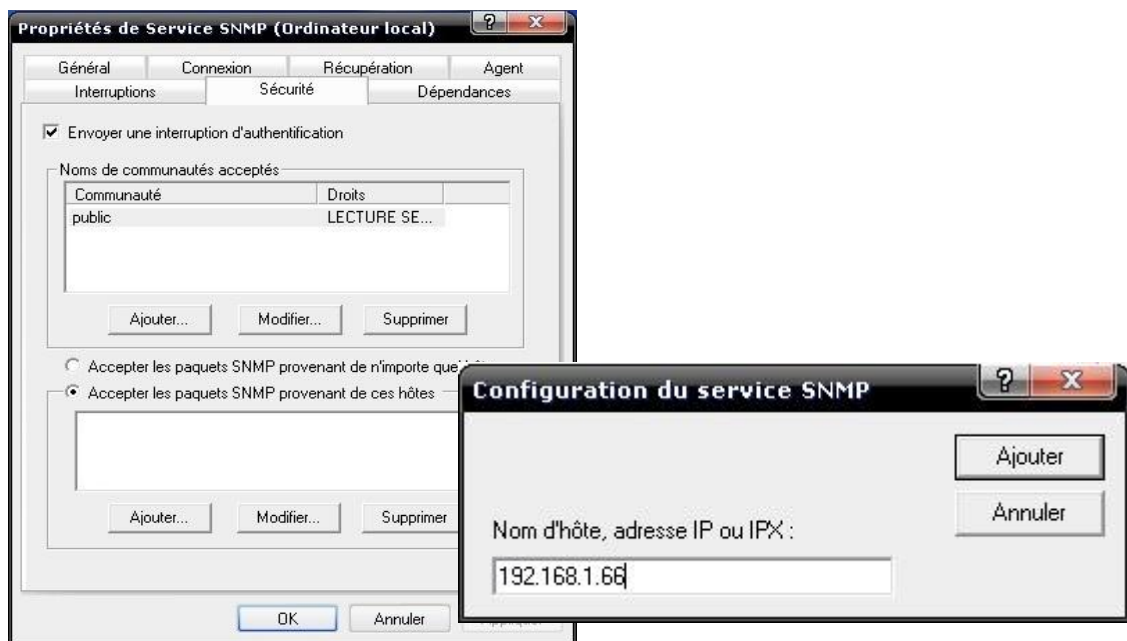 Propriétés de Service SNMP (Ordinateur local)
Général Connexion Récupération Agent
Interruptions Sécurité Dépendances
Envoyer une interruption d'authentification
Noms de communautés acceptés
Communauté Droits
public LECTURE SE...
Ajouter... Modifier... Supprimer
Accepter les paquets SNMP provenant de n'importe
Accepter les paquets SNMP provenant de ces hôtes
Ajouter... Modifier... Supprimer
OK Annuler
Configuration du service SNMP
Ajouter
Annuler
Nom d'hôte, adresse IP ou IPX :
192.168.1.66